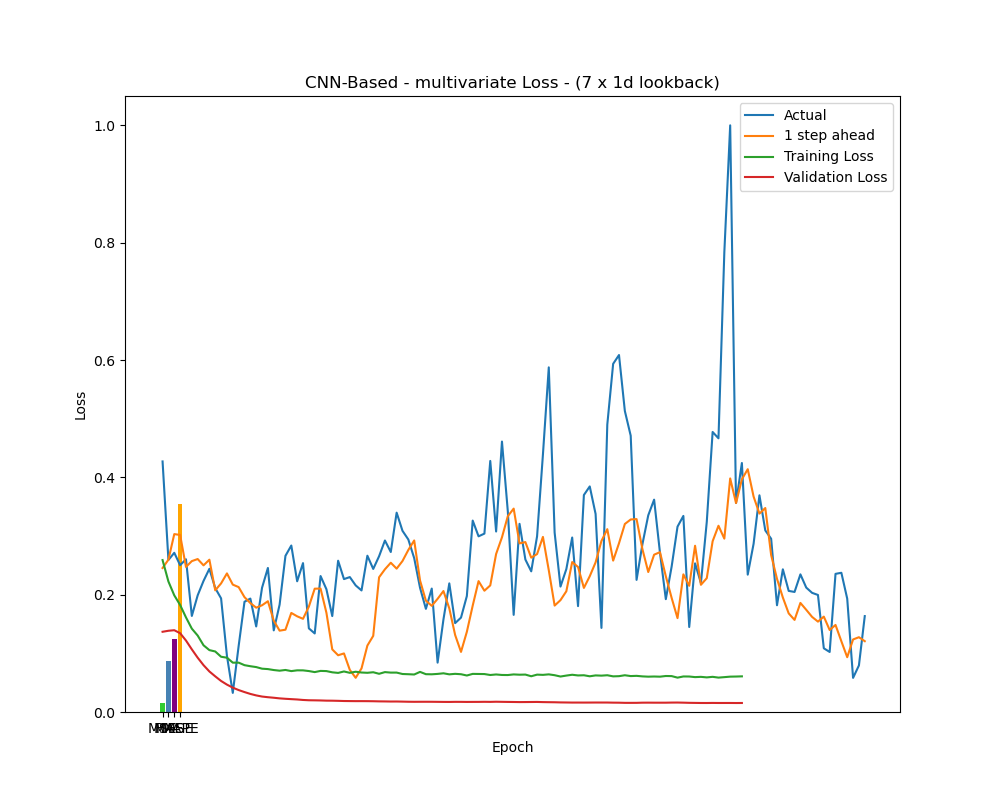 CNN-Based - multivariate Loss - (7 x 1d lookback)
Actual
1 step ahead
Training Loss
Validation Loss
1.0
0.8
0.6
0.4
0.2
0.0
Loss
Epoch